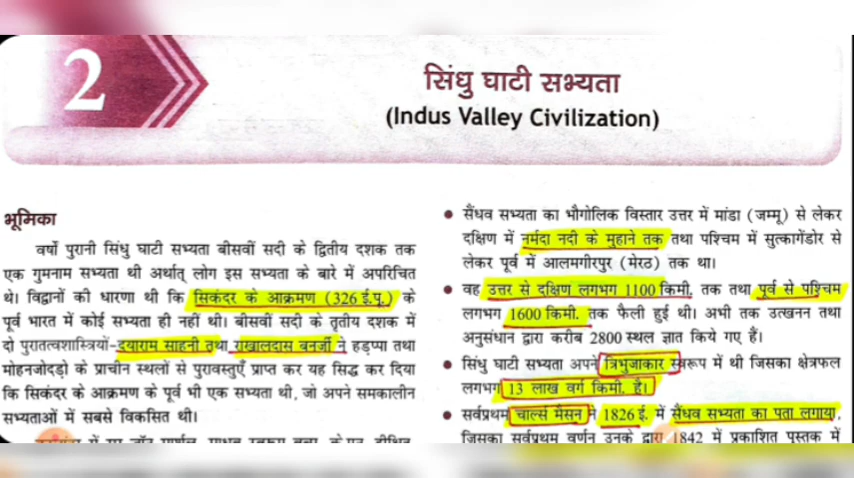 2
सिंधु घाटी सभ्यता
(Indus Valley Civilization)
भूमिका
वर्षों पुरानी सिंधु घाटी सभ्यता बीसवीं सदी के द्वितीय दशक तक
एक गुमनाम सभ्यता थी अर्थात् लोग इस सभ्यता के बारे में अपरिचित
थे। विद्वानों की धारणा थी कि सिकंदर के आक्रमण (326 ई.पू.) के
पूर्व भारत में कोई सभ्यता ही नहीं थी। बीसवीं सदी के तृतीय दशक में
दो पुरातत्वशास्त्रियों-दयाराम साहनी तथा राखालदास बनर्जी ने हड़प्पा तथा
मोहनजोदड़ो के प्राचीन स्थलों से पुरावस्तुएँ प्राप्त कर यह सिद्ध कर दिया
कि सिकंदर के आक्रमण के पूर्व भी एक सभ्यता थी, जो अपने समकालीन
सभ्यताओं में सबसे विकसित थी।
• सैंधव सभ्यता का भौगोलिक विस्तार उत्तर में मांडा (जम्मू) से लेकर
दक्षिण में नर्मदा नदी के मुहाने तक तथा पश्चिम में सुत्कागेंडोर से
लेकर पूर्व में आलमगीरपुर (मेरठ) तक था।
• वह उत्तर से दक्षिण लगभग 1100 किमी. तक तथा पूर्व से पश्चिम
लगभग 1600 किमी. तक फैली हुई थी। अभी तक उत्खनन तथा
अनुसंधान द्वारा करीब 2800 स्थल ज्ञात किये गए हैं।
• सिंधु घाटी सभ्यता अपने त्रिभुजाकार स्वरूप में थी जिसका क्षेत्रफल
लगभग 13 लाख वर्ग किमी. है।
• सर्वप्रथम चार्ल्स मैसन ने 1826 ई. में सैंधव सभ्यता का पता लगाया,
जिसका सर्वप्रथम वर्णन उनके द्वारा 1842 में प्रकाशित पुस्तक में